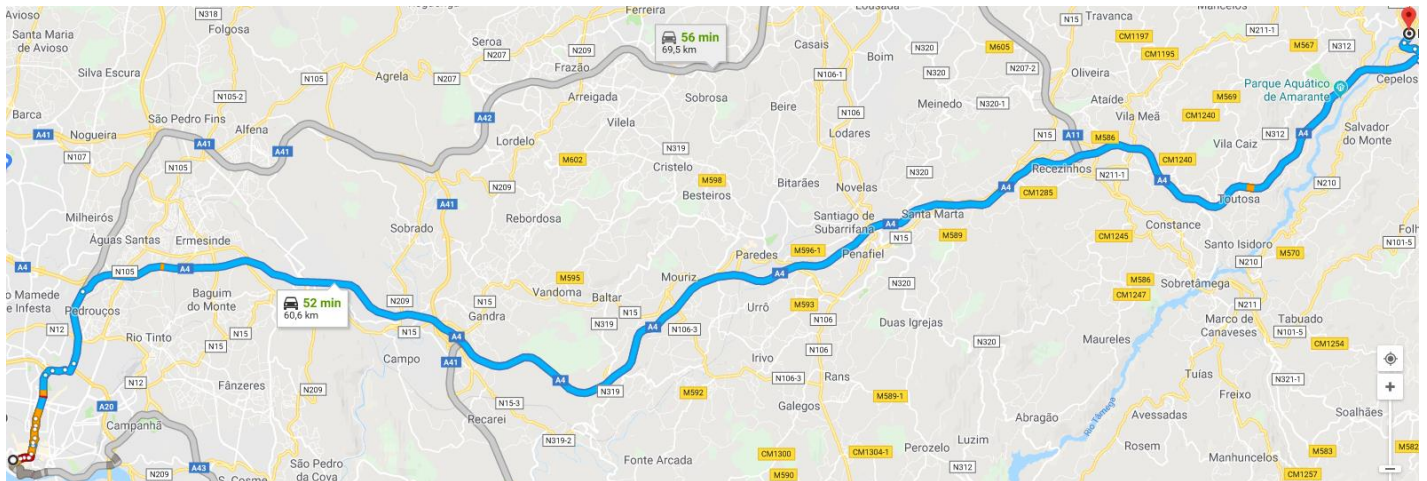 Avioso
Santa Maria
de Avioso
N318
Folgosa
Ferreira
N15
Travanca
CM1197
CM1195
N211-1
M567
N312
56 min
69,5 km
Seroa
N207
N209
Frazão
Casais
N106-1
Boim
N320
M605
N207-2
Oliveira
Cepelos
Silva Escura
N105
Agrela
N207
Arreigada
Sobrosa
Beire
N106
Meinedo
N320
N320-1
Ataíde
M569
Parque Aquático
de Amarante
Barca
N105-2
São Pedro Fins
Alfena
A42
Vilela
Lodares
A11
N15
M586
Vila Meã
CM1240
N312
A4
Salvador
do Monte
Nogueira
A41
A41
A41
Lordelo
M602
N319
Cristelo
M598
Bitarães
N320
Recezinhos
CM1240
Vila Caiz
N107
N105
N209
Besteiros
Novelas
A4
CM1285
N211-1
A4
Toutosa
N210
Milheirós
A41
Rebordosa
Santiago de
Subarrifana
Santa Marta
A4
Constance
Águas Santas
Ermesinde
Sobrado
Paredes
M596-1
N15
M589
CM1245
Santo Isidoro
M570
N101-5
A4
N105
A4
Mouriz
A4
Penafiel
N210
Baguim
do Monte
52 min
60,6 km
N209
N15
Gandra
Vandoma
M595
Baltar
N15
N319
Urrô
M593
N320
M586
CM1247
Sobretâmega
N211
Pedrouços
N12
Rio Tinto
N15
N15
A4
A41
A4
N106-3
N106
Duas Igrejas
Marco de
Canaveses
Tabuado
N101-5
CM1254
Campo
Irivo
N106
N320
Maureles
N12
Fânzeres
N209
A4
N319
M592
N106-3
Rans
Tuías
N321-1
A20
Campanhã
N15-3
Recarei
Galegos
M589-1
Abragão
Rio Tâmega
Avessadas
Freixo
Soalhães
N319-2
Perozelo
Luzim
Rosem
M583
M582
N209
A43
São Pedro
da Cova
Fonte Arcada
CM1300
CM1304-1
N312
Manhuncelos
S. Cosme
M590
CM1257